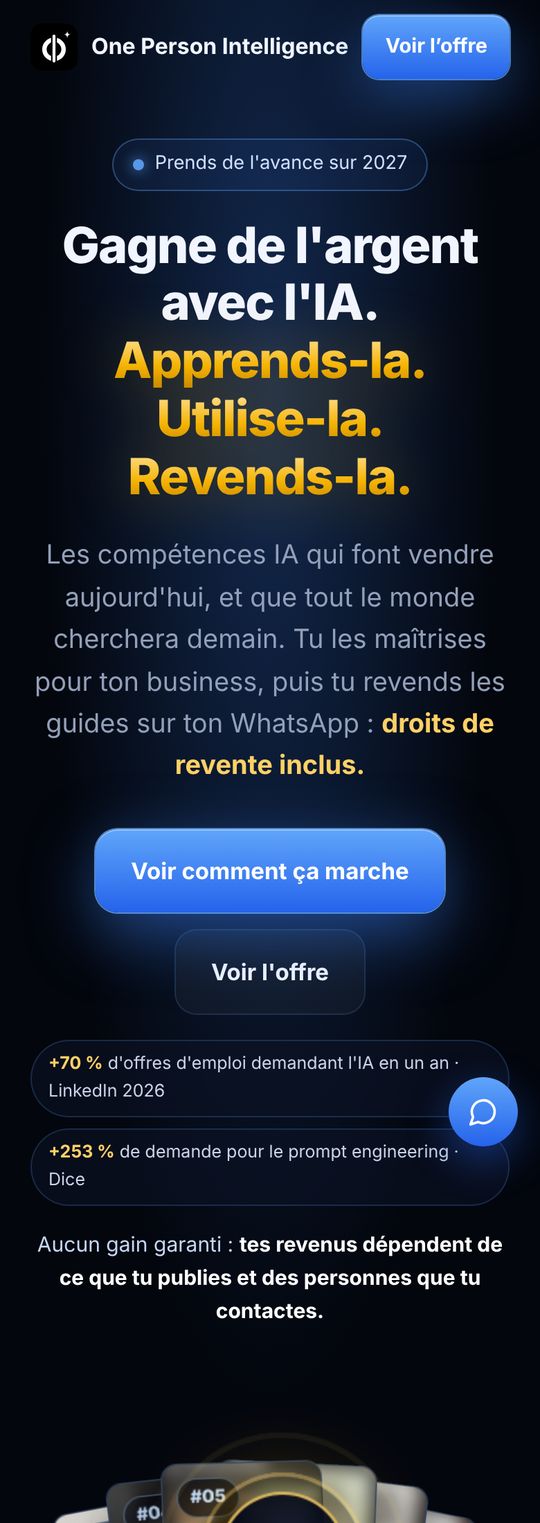 One Person Intelligence
Voir l’offre
Prends de l'avance sur 2027
Gagne de l'argent
avec l'IA.
Apprends-la.
Utilise-la.
Revends-la.
Les compétences IA qui font vendre
aujourd'hui, et que tout le monde
cherchera demain. Tu les maîtrises
pour ton business, puis tu revends les
guides sur ton WhatsApp : droits de
revente inclus.
Voir comment ça marche
Voir l'offre
+70 % d'offres d'emploi demandant l'IA en un an ·
LinkedIn 2026
+253 % de demande pour le prompt engineering ·
Dice
Aucun gain garanti : tes revenus dépendent de
ce que tu publies et des personnes que tu
contactes.
#05